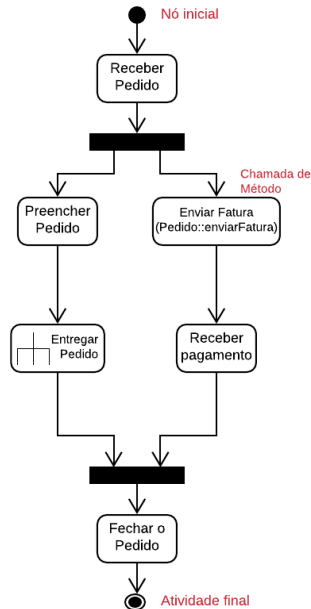 Nó inicial
Receber
Pedido
Chamada de
Método
Preencher
Pedido
Enviar Fatura
(Pedido::enviarFatura)
Entregar
Pedido
Receber
pagamento
Fechar o
Pedido
Atividade final